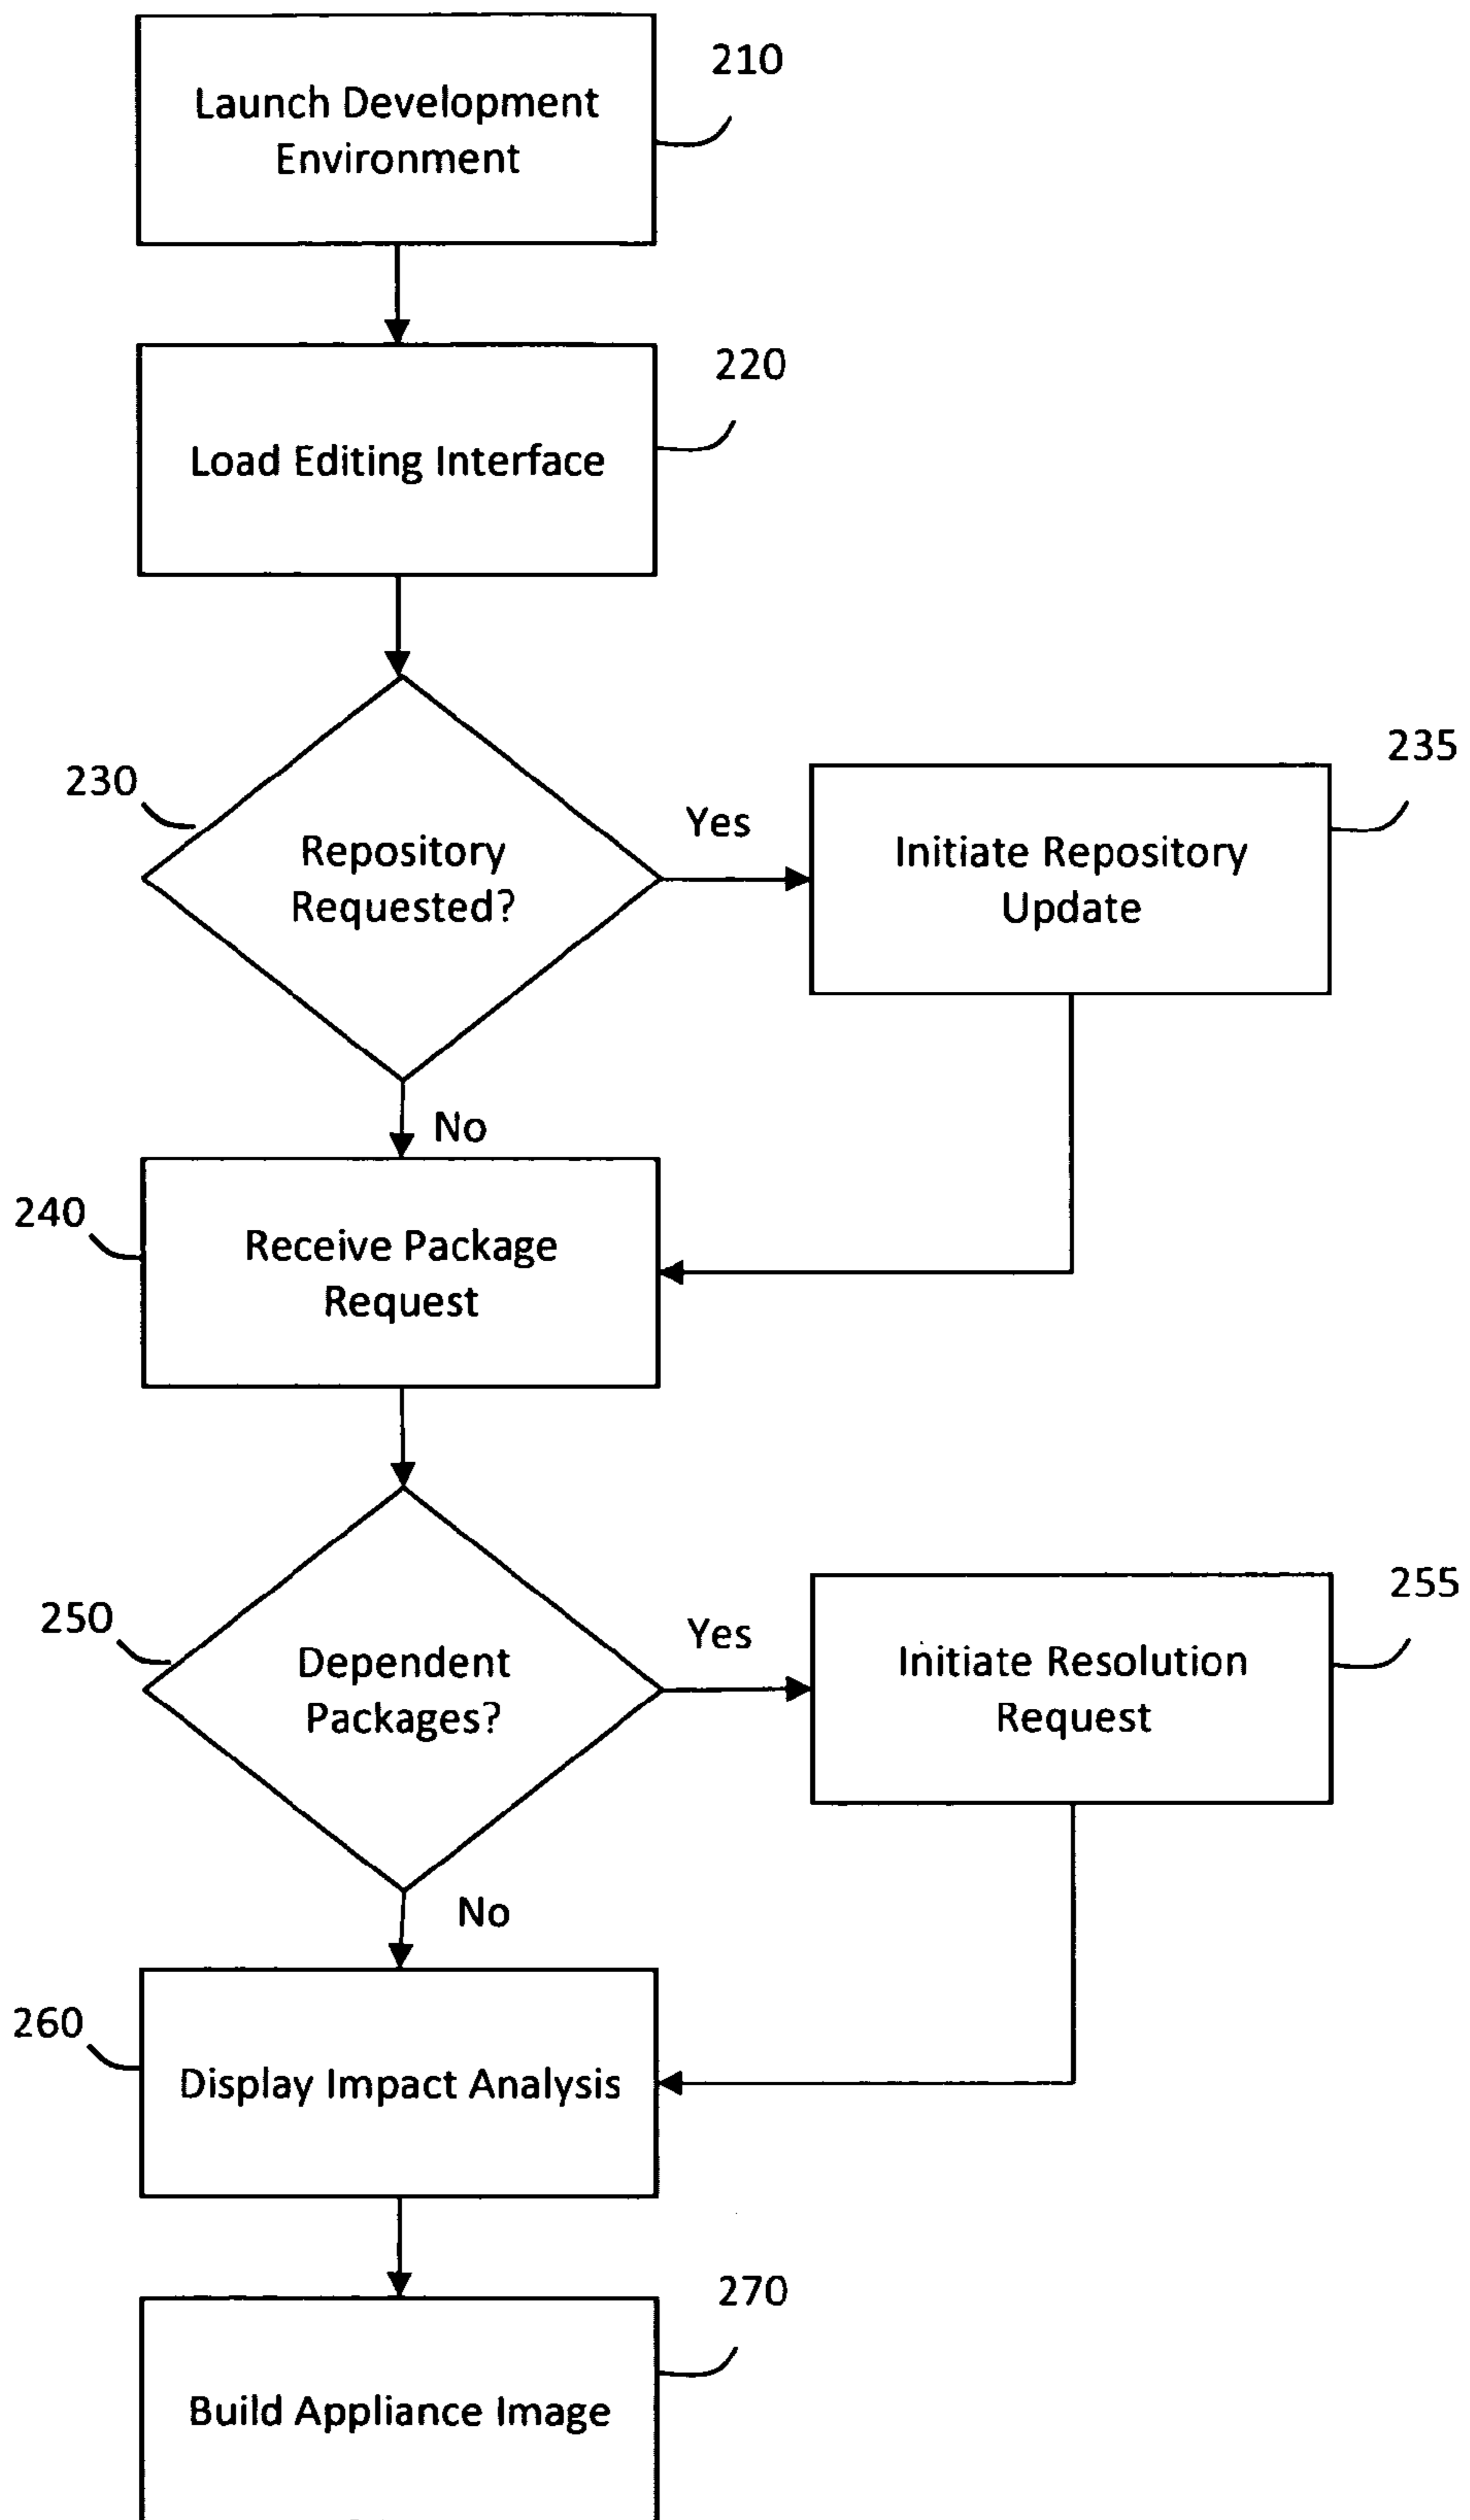 210
Launch Development
Environment
220
Load Editing Interface
230
Repository
Requested?
Yes
235
Initiate Repository
Update
No
240
Receive Package
Request
250
Dependent
Packages?
Yes
255
Initiate Resolution
Request
No
260
Display Impact Analysis
270
Build Appliance Image